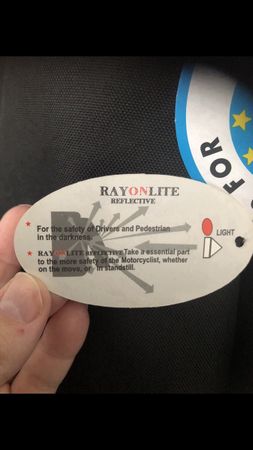 RAYONLITE
REFLECTIVE
★ For the safety of Drivers and Pedestrian
in the darkness.
★ RAYONLITE REFLECTIVE Take a essential part
to the more safety of the Motorcyclist, whether
on the move, or in standstill.
LIGHT
FOR